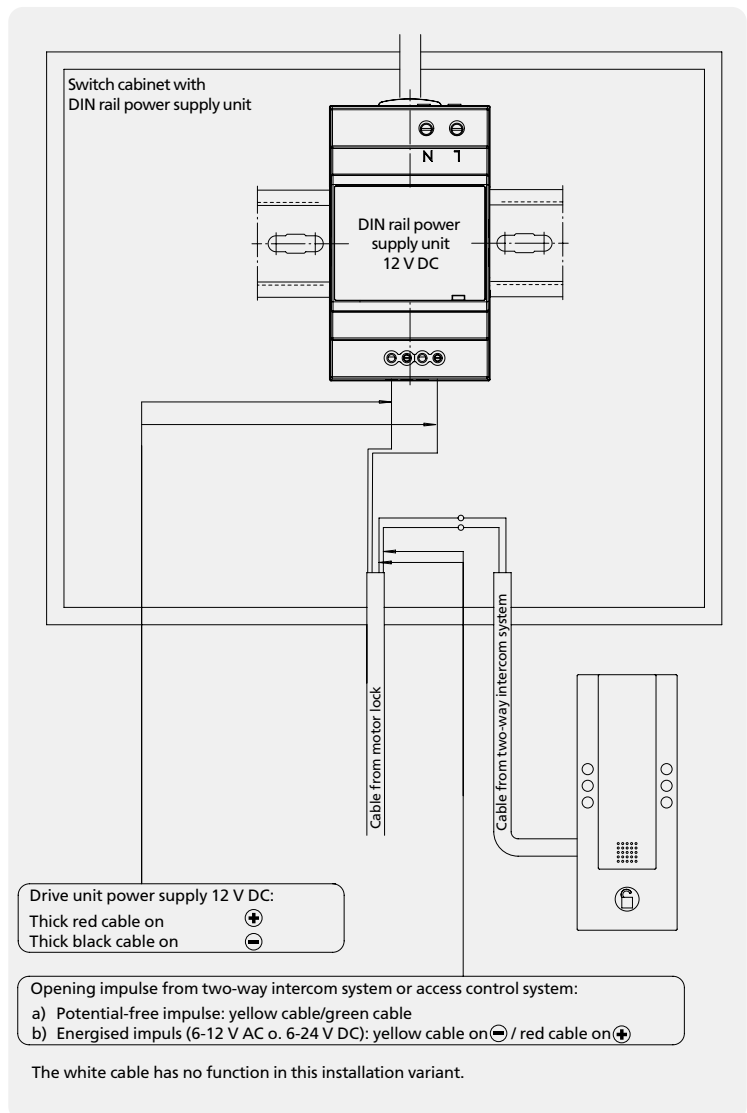 Switch cabinet with
DIN rail power supply unit
N L
DIN rail power
supply unit
12 V DC
Cable from motor lock
Cable from two-way intercom system
Drive unit power supply 12 V DC:
Thick red cable on +
Thick black cable on −
Opening impulse from two-way intercom system or access control system:
a) Potential-free impulse: yellow cable/green cable
b) Energised impuls (6-12 V AC o. 6-24 V DC): yellow cable on − / red cable on +
The white cable has no function in this installation variant.